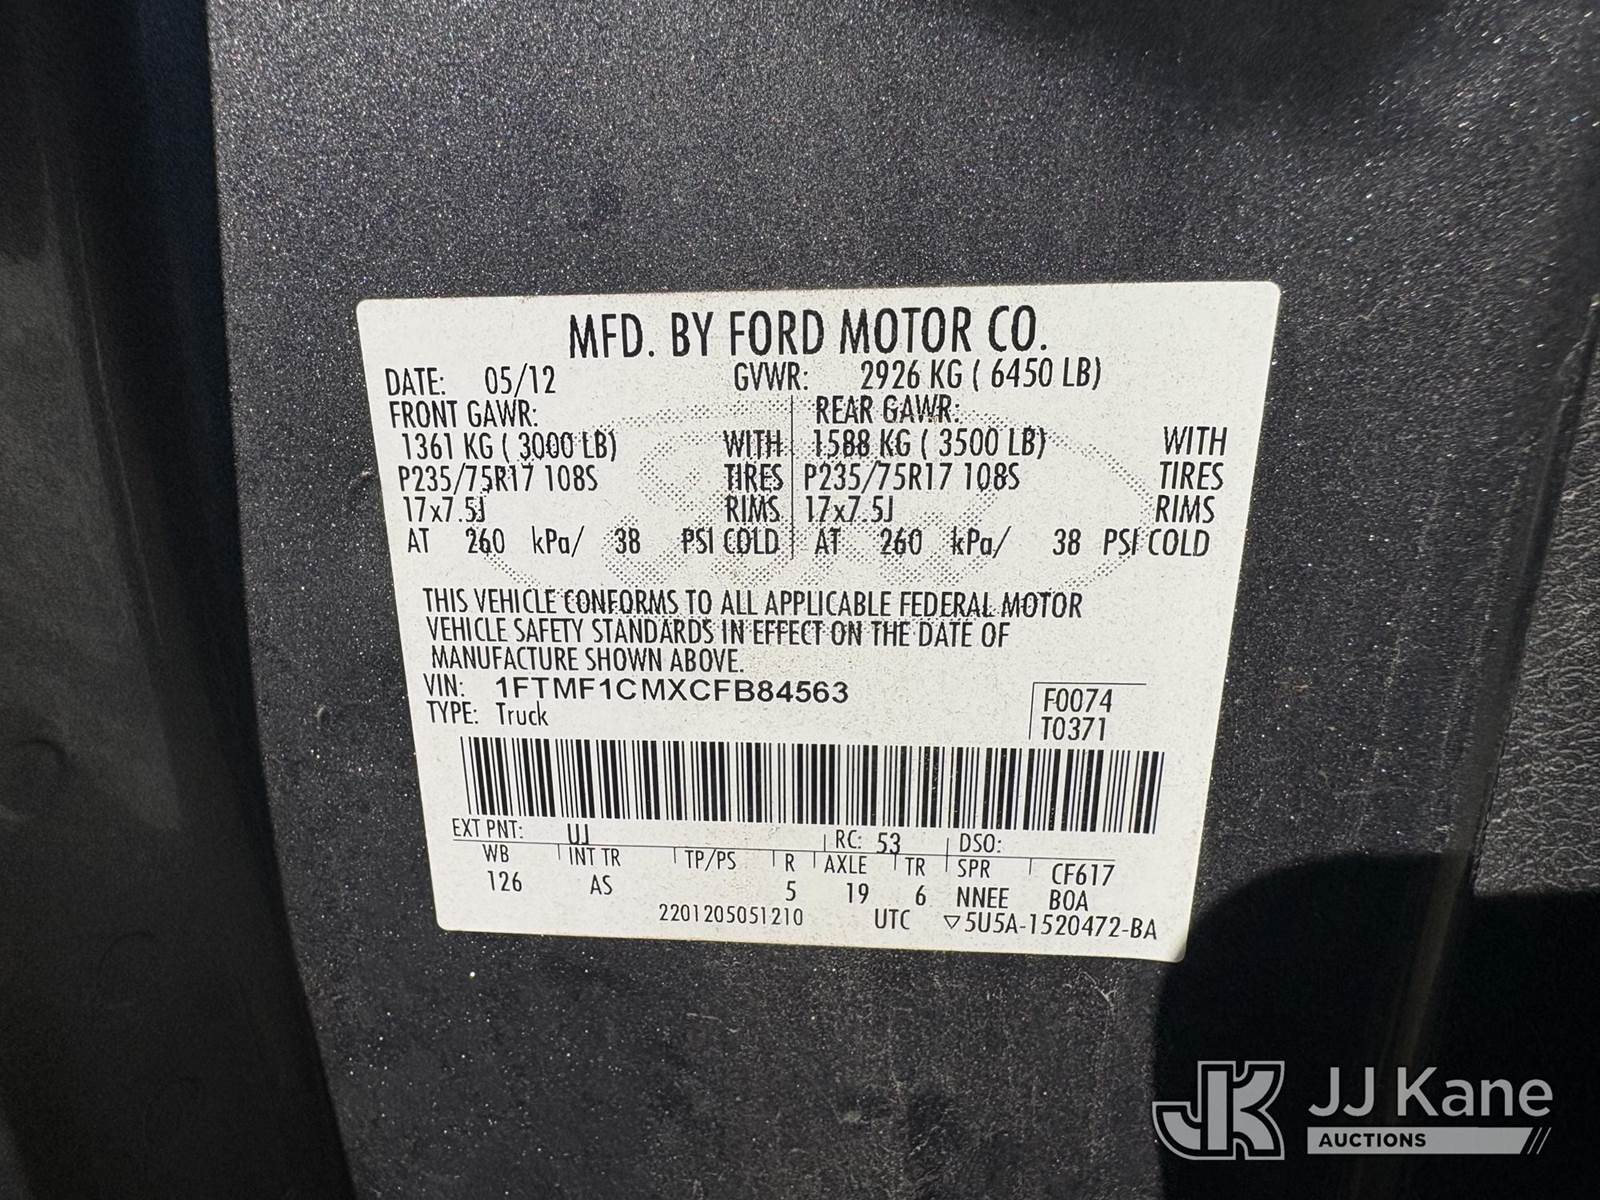 MFD. BY FORD MOTOR CO.
DATE: 05/12 GVWR: 2926 KG ( 6450 LB)
FRONT GAWR: REAR GAWR:
1361 KG ( 3000 LB) WITH 1588 KG ( 3500 LB) WITH
P235/75R17 108S TIRES P235/75R17 108S TIRES
17x7.5J RIMS 17x7.5J RIMS
AT 260 kPa/ 38 PSI COLD AT 260 kPa/ 38 PSI COLD
THIS VEHICLE CONFORMS TO ALL APPLICABLE FEDERAL MOTOR
VEHICLE SAFETY STANDARDS IN EFFECT ON THE DATE OF
MANUFACTURE SHOWN ABOVE.
VIN: 1FTMF1CMXCFB84563 F0074
TYPE: Truck T0371
EXT PNT: UJ RC: 53 DSO:
WB INT TR TP/PS R AXLE TR SPR CF617
126 AS 5 19 6 NNEE BOA
2201205051210 UTC ▽5U5A-1520472-BA
JK JJ Kane
AUCTIONS